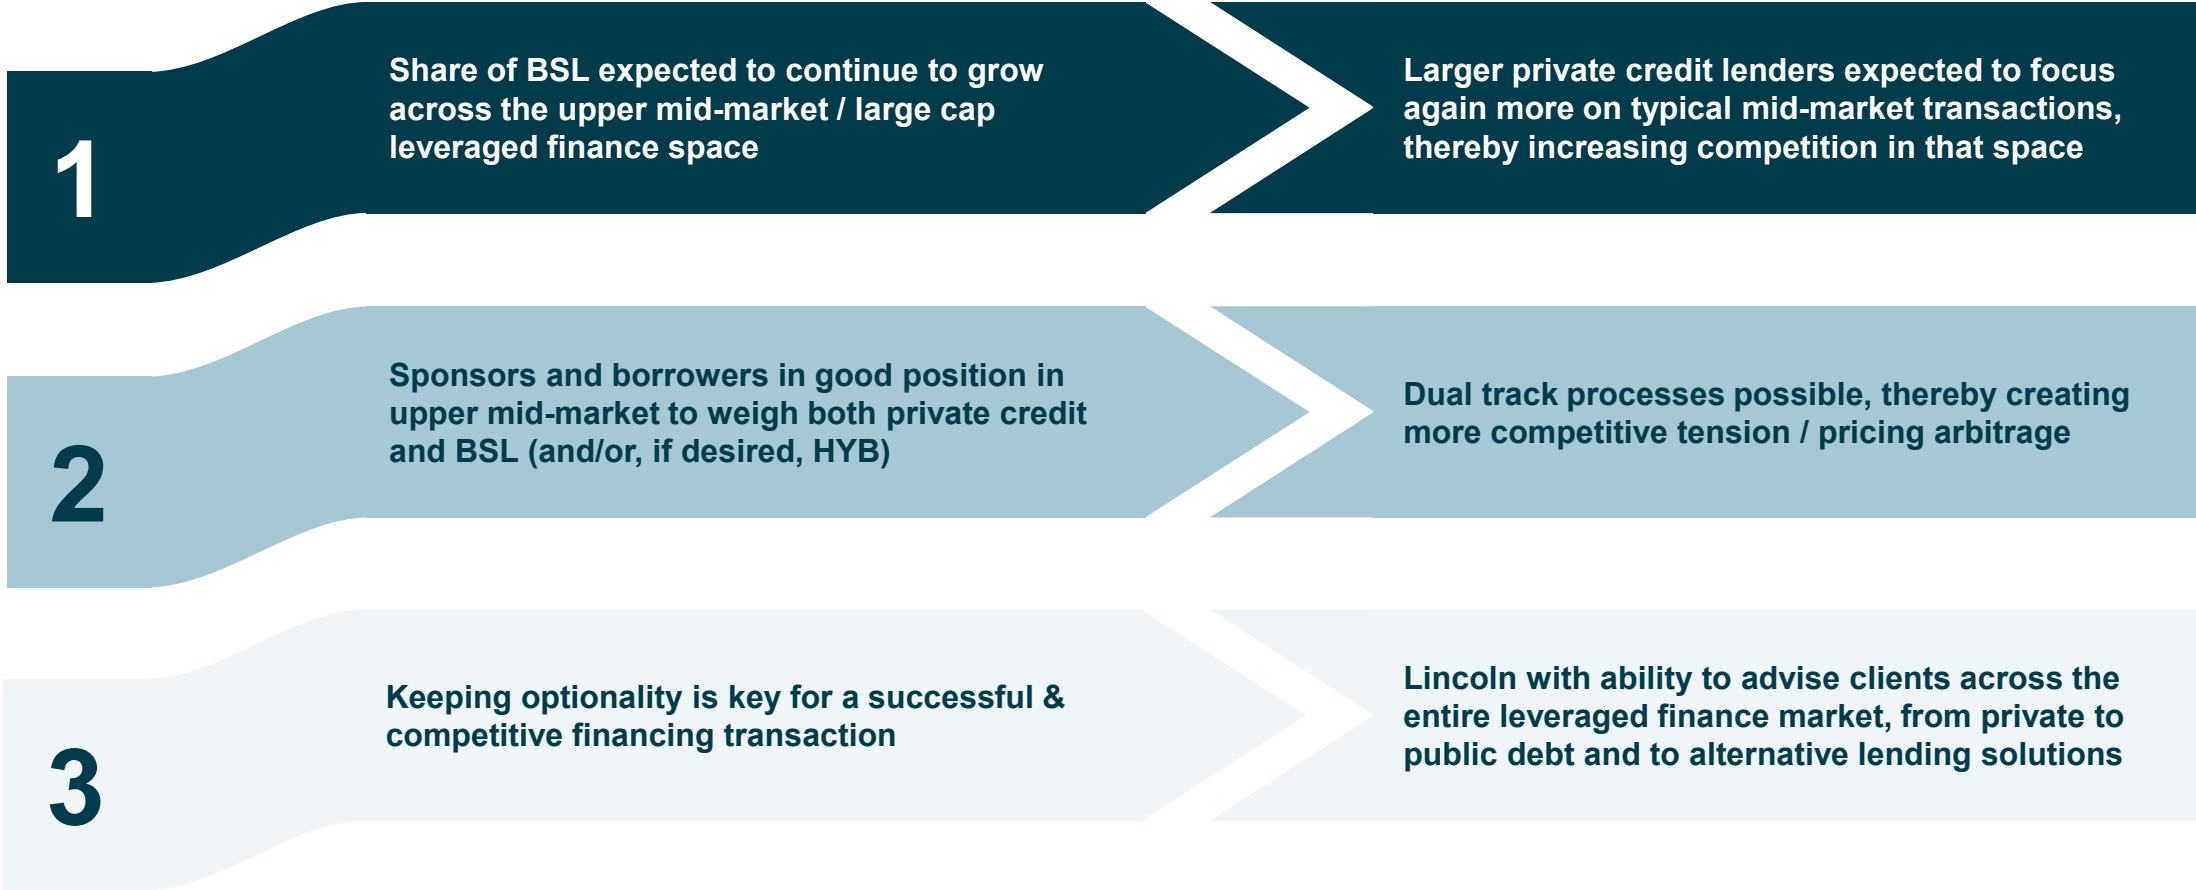 1
Share of BSL expected to continue to grow
across the upper mid-market / large cap
leveraged finance space
Larger private credit lenders expected to focus
again more on typical mid-market transactions,
thereby increasing competition in that space
2
Sponsors and borrowers in good position in
upper mid-market to weigh both private credit
and BSL (and/or, if desired, HYB)
Dual track processes possible, thereby creating
more competitive tension / pricing arbitrage
3
Keeping optionality is key for a successful &
competitive financing transaction
Lincoln with ability to advise clients across the
entire leveraged finance market, from private to
public debt and to alternative lending solutions